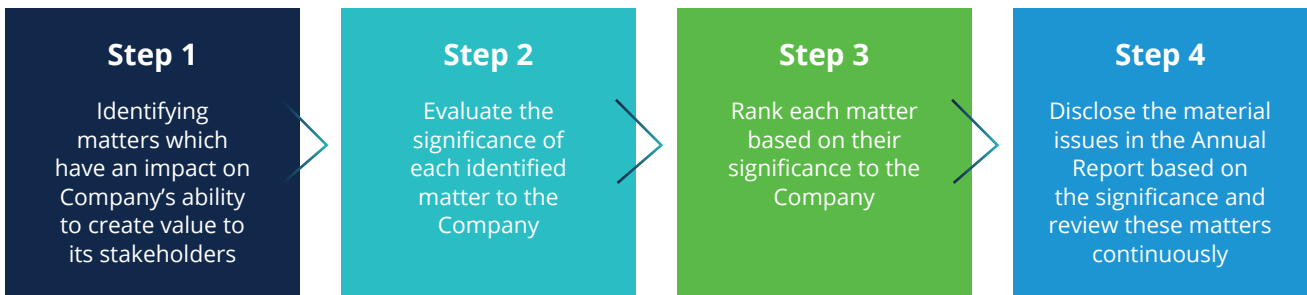 Step 1
Identifying
matters which
have an impact on
Company’s ability
to create value to
its stakeholders
Step 2
Evaluate the
significance of
each identified
matter to the
Company
Step 3
Rank each matter
based on their
significance to the
Company
Step 4
Disclose the material
issues in the Annual
Report based on
the significance and
review these matters
continuously